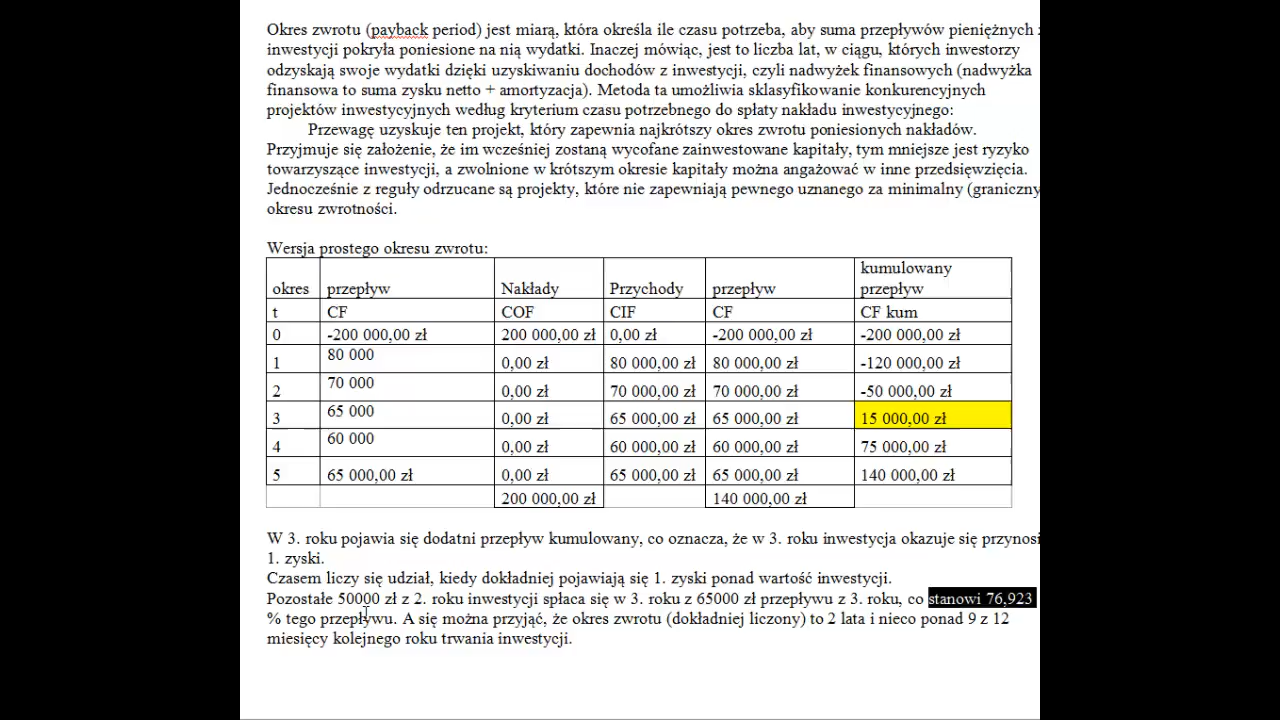 Okres zwrotu (payback period) jest miarą, która określa ile czasu potrzeba, aby suma przepływów pieniężnych z
inwestycji pokryła poniesione na nią wydatki. Inaczej mówiąc, jest to liczba lat, w ciągu, których inwestorzy
odzyskają swoje wydatki dzięki uzyskiwaniu dochodów z inwestycji, czyli nadwyżek finansowych (nadwyżka
finansowa to suma zysku netto + amortyzacja). Metoda ta umożliwia sklasyfikowanie konkurencyjnych
projektów inwestycyjnych według kryterium czasu potrzebnego do spłaty nakładu inwestycyjnego:
Przewagę uzyskuje ten projekt, który zapewnia najkrótszy okres zwrotu poniesionych nakładów.
Przyjmuje się założenie, że im wcześniej zostaną wycofane zainwestowane kapitały, tym mniejsze jest ryzyko
towarzyszące inwestycji, a zwolnione w krótszym okresie kapitały można angażować w inne przedsięwzięcia.
Jednocześnie z reguły odrzucane są projekty, które nie zapewniają pewnego uznanego za minimalny (graniczny
okresu zwrotności.
Wersja prostego okresu zwrotu:
okres przepływ Nakłady Przychody przepływ kumulowany przepływ
t CF COF CIF CF CF kum
0 -200 000,00 zł 200 000,00 zł 0,00 zł -200 000,00 zł -200 000,00 zł
1 80 000 0,00 zł 80 000,00 zł 80 000,00 zł -120 000,00 zł
2 70 000 0,00 zł 70 000,00 zł 70 000,00 zł -50 000,00 zł
3 65 000 0,00 zł 65 000,00 zł 65 000,00 zł 15 000,00 zł
4 60 000 0,00 zł 60 000,00 zł 60 000,00 zł 75 000,00 zł
5 65 000,00 zł 0,00 zł 65 000,00 zł 65 000,00 zł 140 000,00 zł
200 000,00 zł 140 000,00 zł
W 3. roku pojawia się dodatni przepływ kumulowany, co oznacza, że w 3. roku inwestycja okazuje się przynosi
1. zyski.
Czasem liczy się udział, kiedy dokładniej pojawiają się 1. zyski ponad wartość inwestycji.
Pozostałe 50000 zł z 2. roku inwestycji spłaca się w 3. roku z 65000 zł przepływu z 3. roku, co stanowi 76,923
% tego przepływu. A się można przyjąć, że okres zwrotu (dokładniej liczony) to 2 lata i nieco ponad 9 z 12
miesięcy kolejnego roku trwania inwestycji.